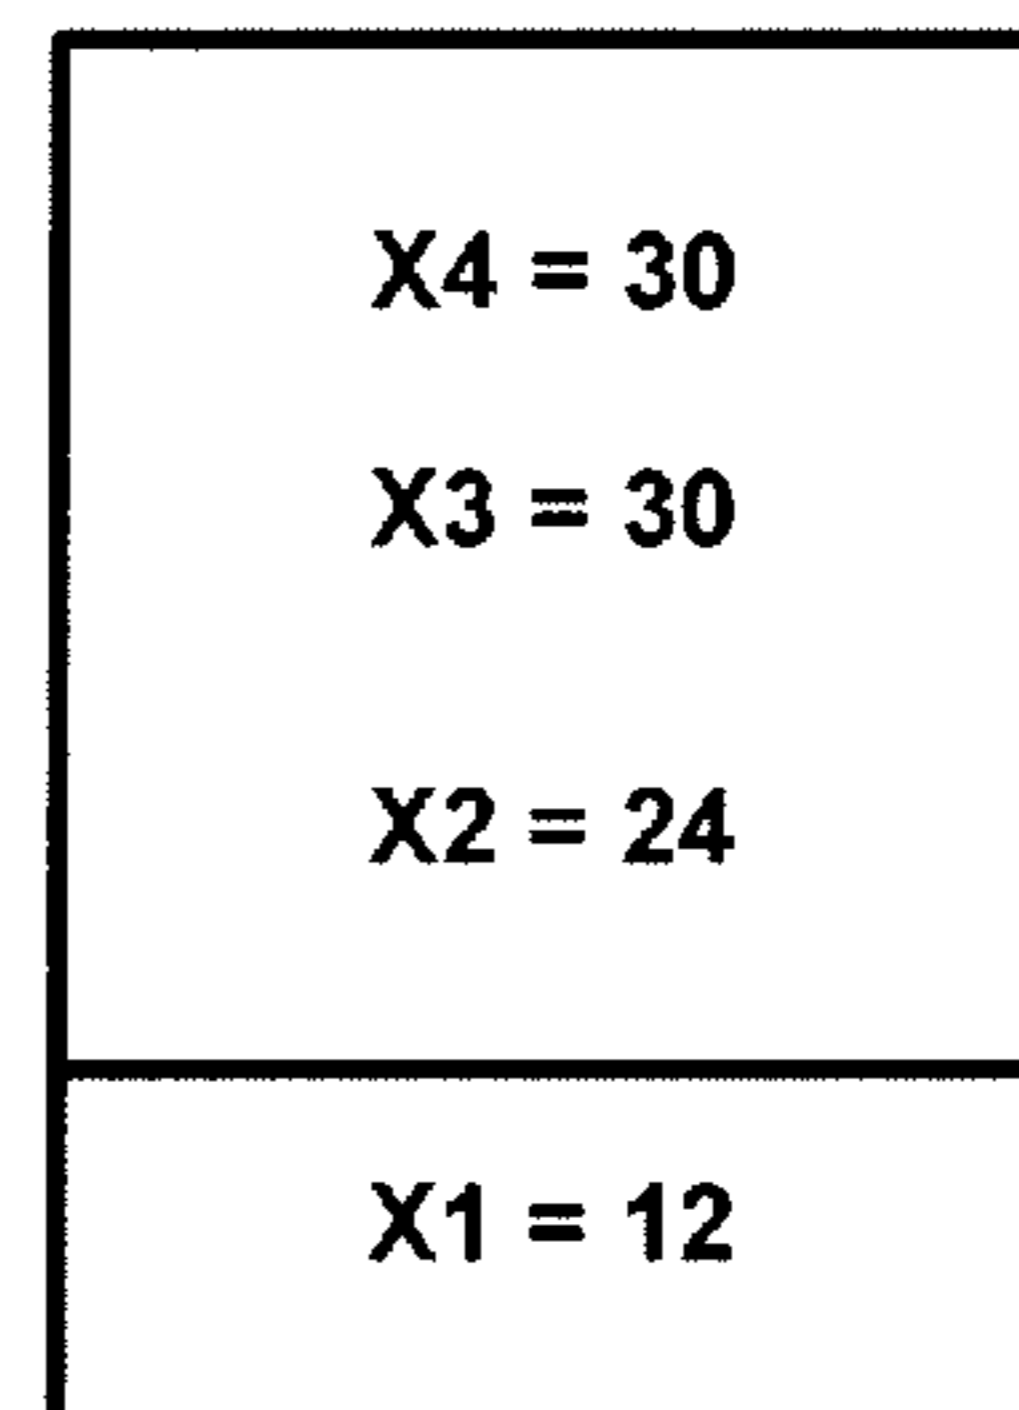 X4 = 30
X3 = 30
X2 = 24
X1 = 12